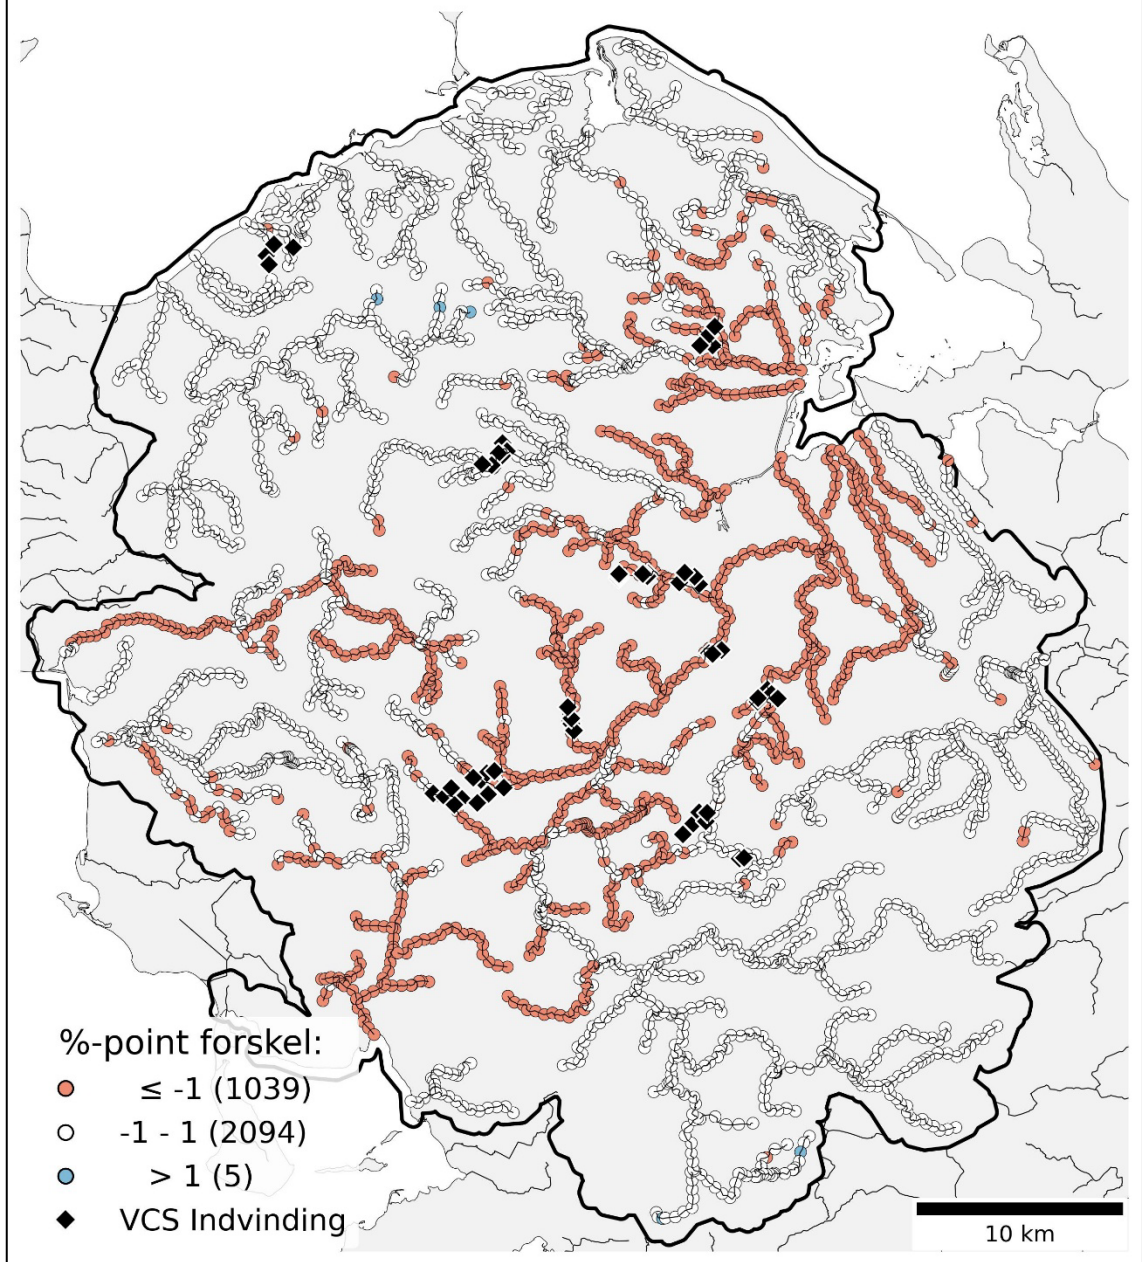 %-point forskel:
≤ -1 (1039)
-1 - 1 (2094)
> 1 (5)
VCS Indvinding
10 km